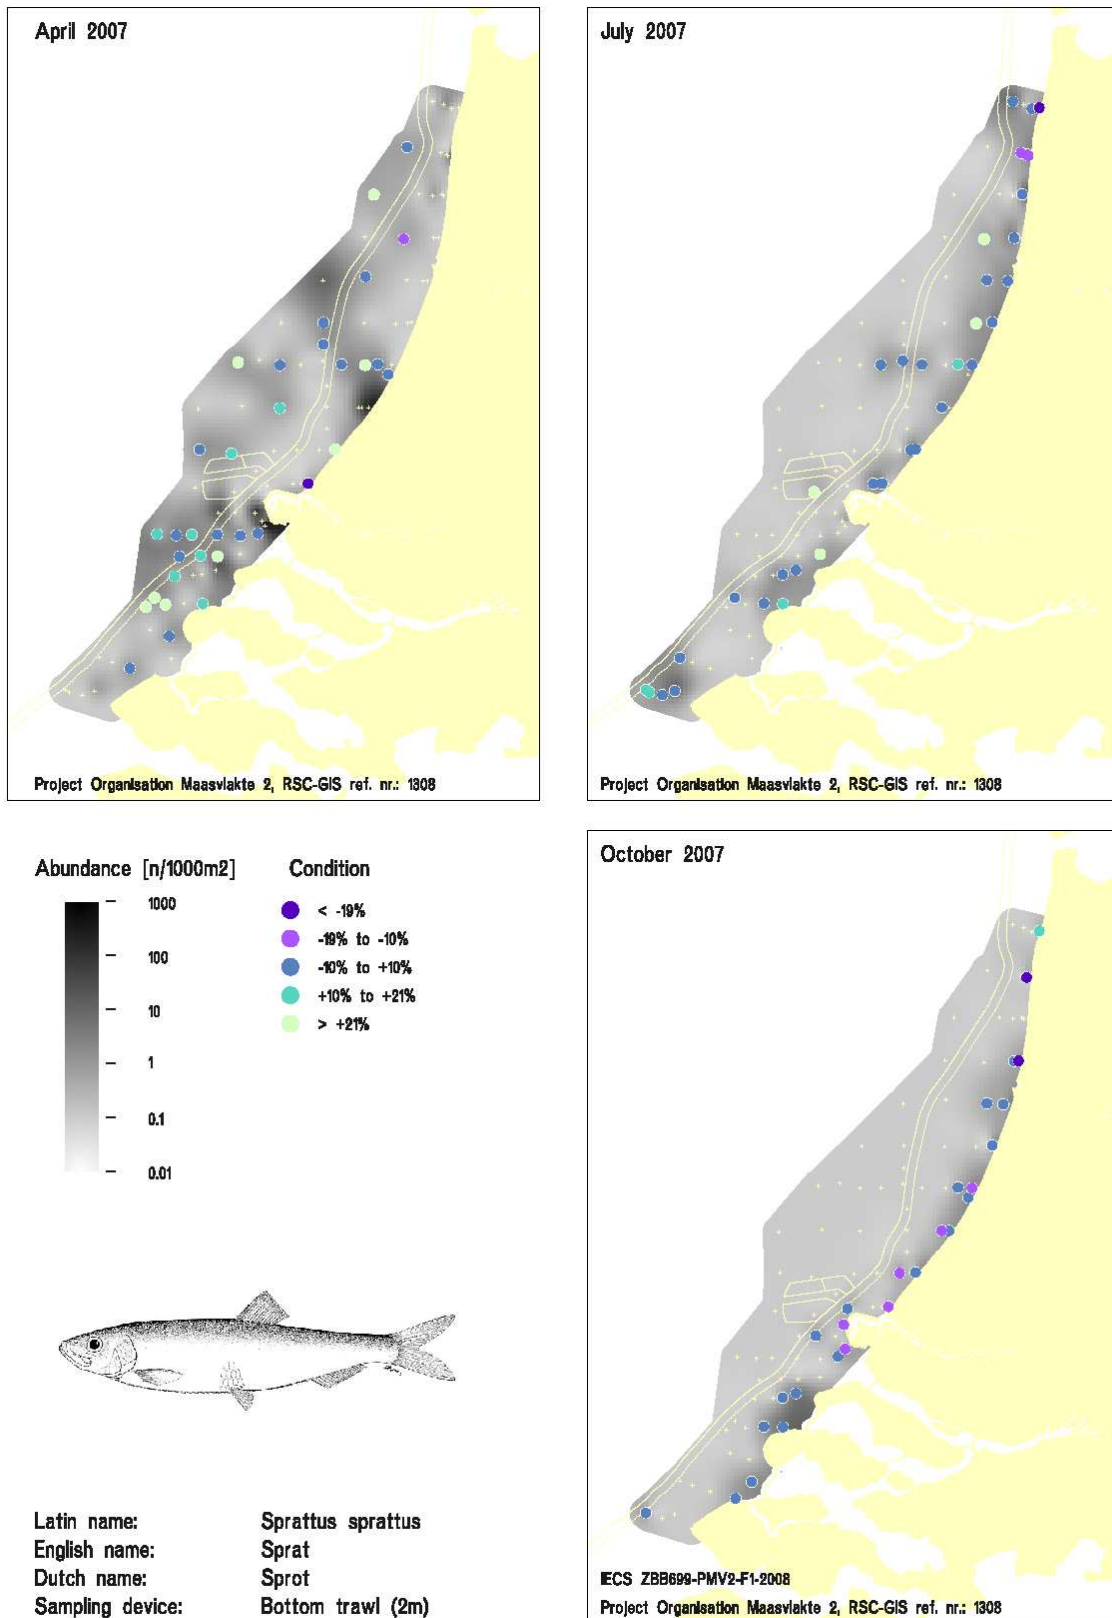 April 2007
July 2007
Project Organisation Maasvlakte 2, RSC-GIS ref. nr.: 1308
Project Organisation Maasvlakte 2, RSC-GIS ref. nr.: 1308
Abundance [n/1000m2]
1000
100
10
1
0.1
0.01
Condition
< -19%
-19% to -10%
-10% to +10%
+10% to +21%
> +21%
October 2007
Latin name: Sprattus sprattus
English name: Sprat
Dutch name: Sprot
Sampling device: Bottom trawl (2m)
IECS ZBB699-PMV2-F1-2008
Project Organisation Maasvlakte 2, RSC-GIS ref. nr.: 1308